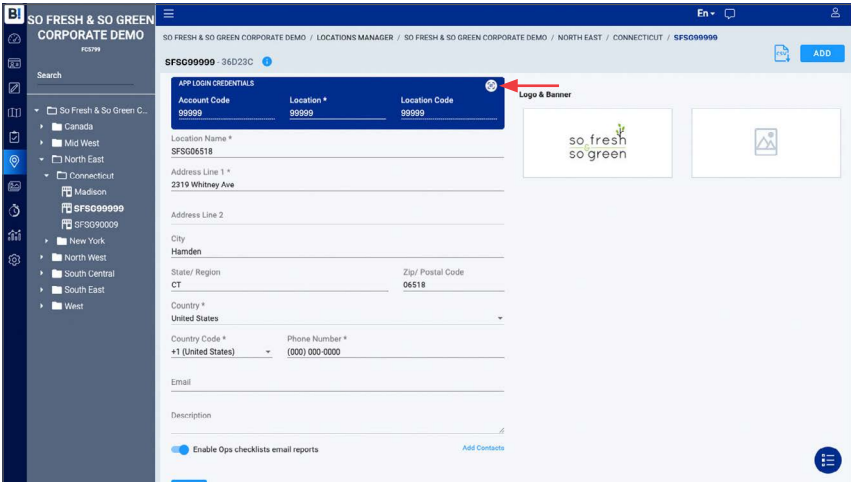 B!
SO FRESH & SO GREEN
CORPORATE DEMO
FCS799
Search
So Fresh & So Green C...
Canada
Mid West
North East
Connecticut
Madison
SFSG99999
SFSG90009
New York
North West
South Central
South East
West
En
SO FRESH & SO GREEN CORPORATE DEMO / LOCATIONS MANAGER / SO FRESH & SO GREEN CORPORATE DEMO / NORTH EAST / CONNECTICUT / SFSG99999
SFSG99999 - 36D23C i
CSV
ADD
APP LOGIN CREDENTIALS
Account Code Location * Location Code
99999 99999 99999
Location Name *
SFSG06518
Address Line 1 *
2319 Whitney Ave
Address Line 2
City
Hamden
State/ Region Zip/ Postal Code
CT 06518
Country *
United States
Country Code * Phone Number *
+1 (United States) (000) 000-0000
Email
Description
Enable Ops checklists email reports Add Contacts
Logo & Banner
so fresh
&
so green